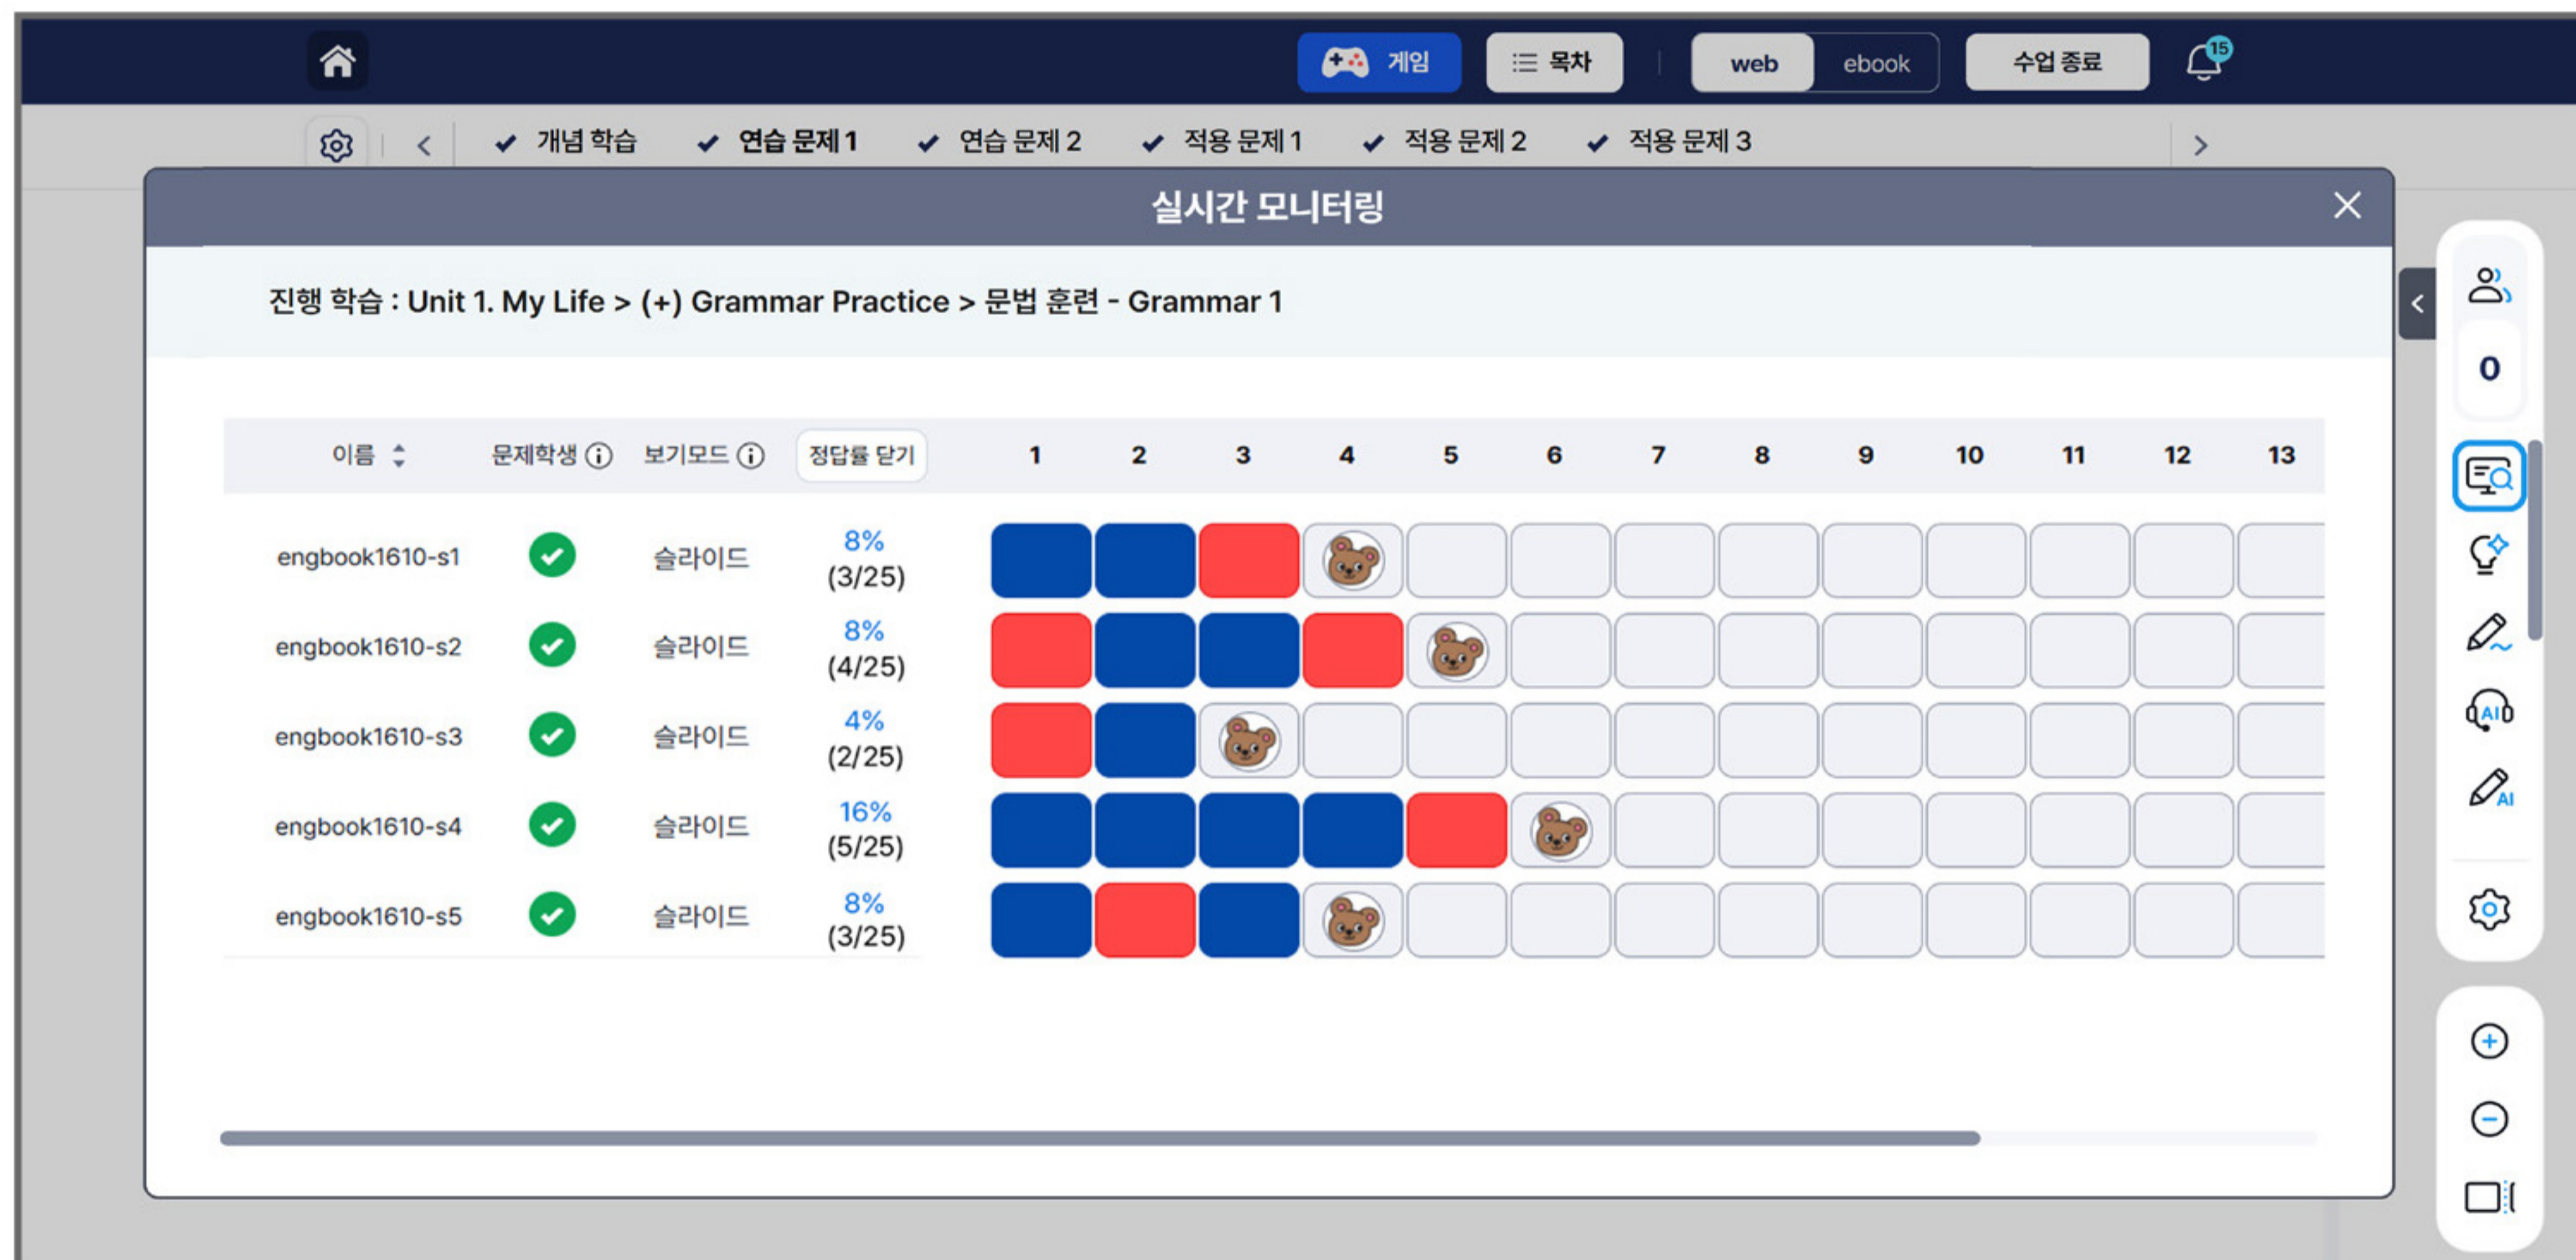 게임 목차 web ebook 수업 종료 15
개념 학습 연습 문제 1 연습 문제 2 적용 문제 1 적용 문제 2 적용 문제 3
실시간 모니터링
진행 학습 : Unit 1. My Life > (+) Grammar Practice > 문법 훈련 - Grammar 1
0
이름 문제학생 보기모드 정답률 닫기 1 2 3 4 5 6 7 8 9 10 11 12 13
engbook1610-s1 슬라이드 8%
(3/25)
engbook1610-s2 슬라이드 8%
(4/25)
engbook1610-s3 슬라이드 4%
(2/25)
engbook1610-s4 슬라이드 16%
(5/25)
engbook1610-s5 슬라이드 8%
(3/25)
AI
AI